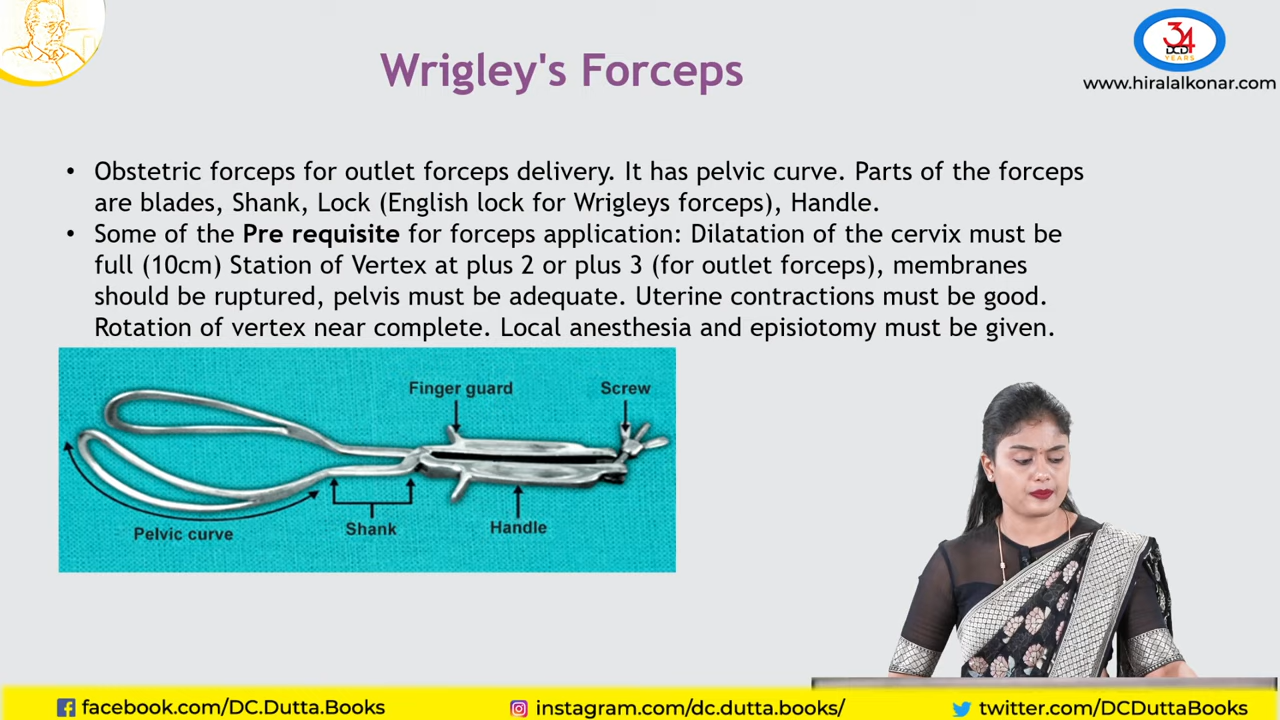 Wrigley's Forceps
34
DCD
YEARS
www.hiralalkonar.com
• Obstetric forceps for outlet forceps delivery. It has pelvic curve. Parts of the forceps
are blades, Shank, Lock (English lock for Wrigleys forceps), Handle.
• Some of the Pre requisite for forceps application: Dilatation of the cervix must be
full (10cm) Station of Vertex at plus 2 or plus 3 (for outlet forceps), membranes
should be ruptured, pelvis must be adequate. Uterine contractions must be good.
Rotation of vertex near complete. Local anesthesia and episiotomy must be given.
Finger guard
Screw
Pelvic curve
Shank
Handle
facebook.com/DC.Dutta.Books
instagram.com/dc.dutta.books/
twitter.com/DCDuttaBooks